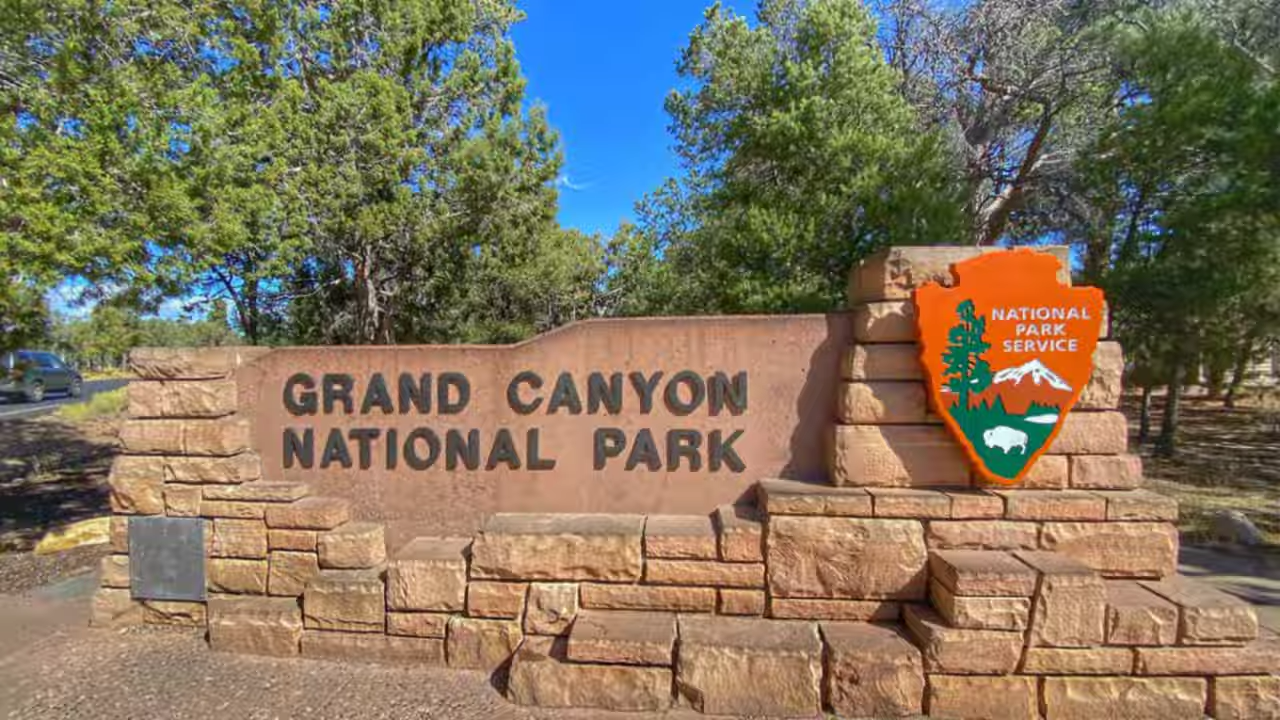 GRAND CANYON
NATIONAL PARK
NATIONAL
PARK
SERVICE